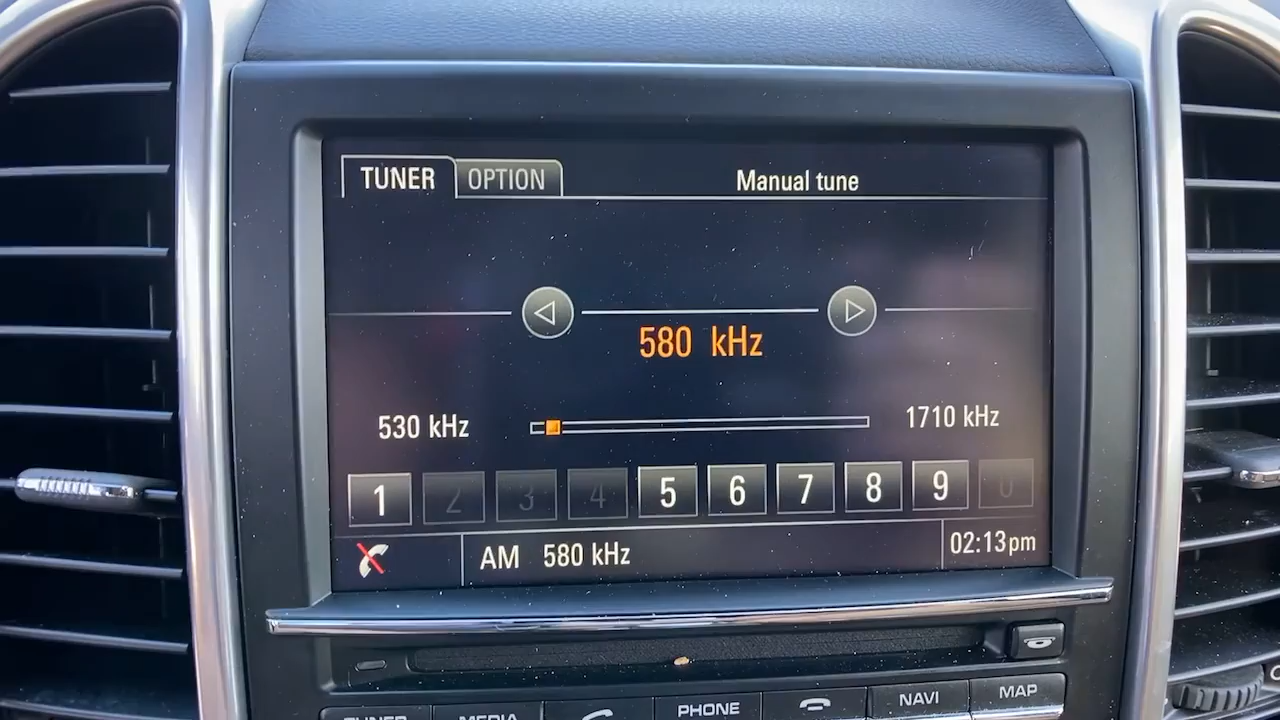 TUNER OPTION Manual tune
580 kHz
530 kHz 1710 kHz
1 2 3 4 5 6 7 8 9 0
AM 580 kHz 02:13pm
TUNER MEDIA PHONE NAVI MAP